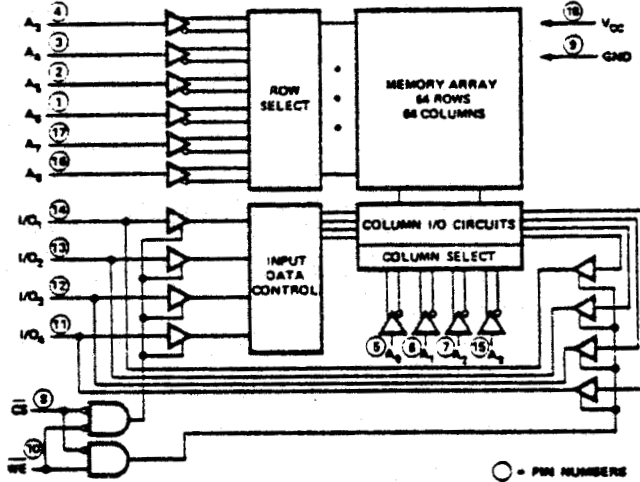 A3 4
A4 3
A5 2
A6 1
A7 17
A8 16
ROW SELECT
MEMORY ARRAY
64 ROWS
64 COLUMNS
18 VCC
9 GND
I/O1 14
I/O2 13
I/O3 12
I/O4 11
INPUT DATA CONTROL
COLUMN I/O CIRCUITS
COLUMN SELECT
5 A0 6 A1 7 A2 15 A9
CS 8
WE 10
= PIN NUMBERS